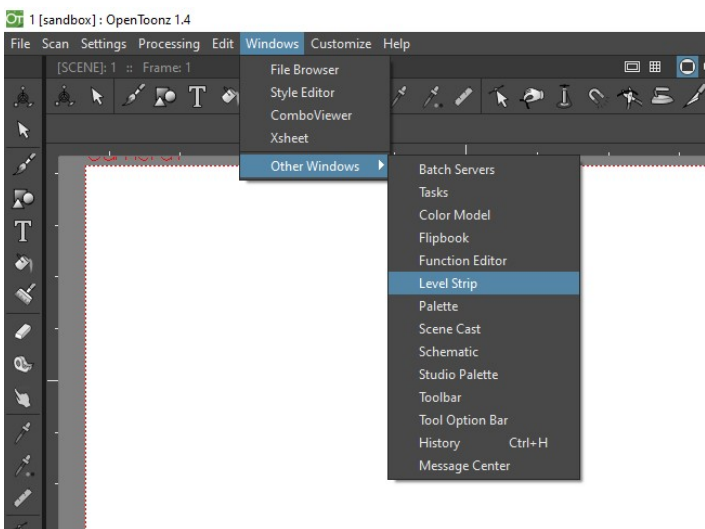 1 [sandbox] : OpenToonz 1.4
File Scan Settings Processing Edit Windows Customize Help
[SCENE]: 1 :: Frame: 1
File Browser
Style Editor
ComboViewer
Xsheet
Other Windows
Batch Servers
Tasks
Color Model
Flipbook
Function Editor
Level Strip
Palette
Scene Cast
Schematic
Studio Palette
Toolbar
Tool Option Bar
History Ctrl+H
Message Center